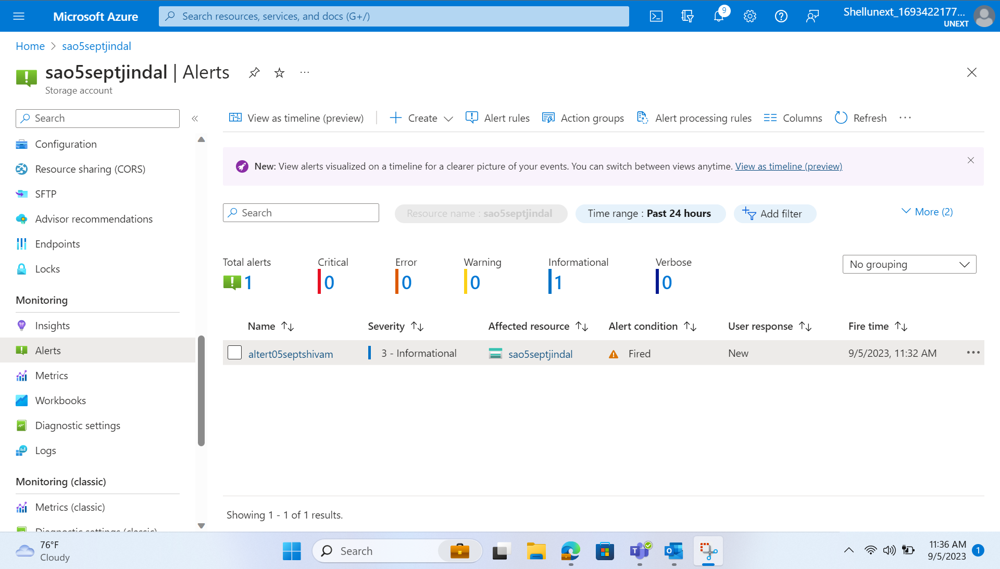 Microsoft Azure
Search resources, services, and docs (G+/)
9
Shellunext_1693422177...
UNEXT
Home > sao5septjindal
sao5septjindal | Alerts
Storage account
Search
Configuration
Resource sharing (CORS)
SFTP
Advisor recommendations
Endpoints
Locks
Monitoring
Insights
Alerts
Metrics
Workbooks
Diagnostic settings
Logs
Monitoring (classic)
Metrics (classic)
Diagnostic settings (classic)
View as timeline (preview)
Create
Alert rules
Action groups
Alert processing rules
Columns
Refresh
New: View alerts visualized on a timeline for a clearer picture of your events. You can switch between views anytime. View as timeline (preview)
Search
Resource name : sao5septjindal
Time range : Past 24 hours
Add filter
More (2)
Total alerts
1
Critical
0
Error
0
Warning
0
Informational
1
Verbose
0
No grouping
Name Severity Affected resource Alert condition User response Fire time
altert05septshivam 3 - Informational sao5septjindal Fired New 9/5/2023, 11:32 AM
Showing 1 - 1 of 1 results.
76°F
Cloudy
Search
11:36 AM
9/5/2023
1